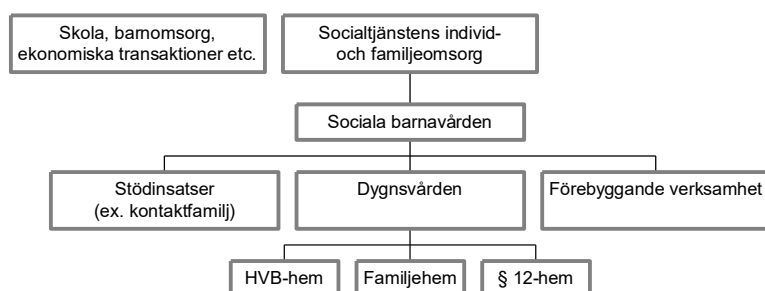 Skola, barnomsorg,
ekonomiska transaktioner etc.
Socialtjänstens individ-
och familjeomsorg
Sociala barnavården
Stödinsatser
(ex. kontaktfamilj)
Dygnsvården
Förebyggande verksamhet
HVB-hem
Familjehem
§ 12-hem